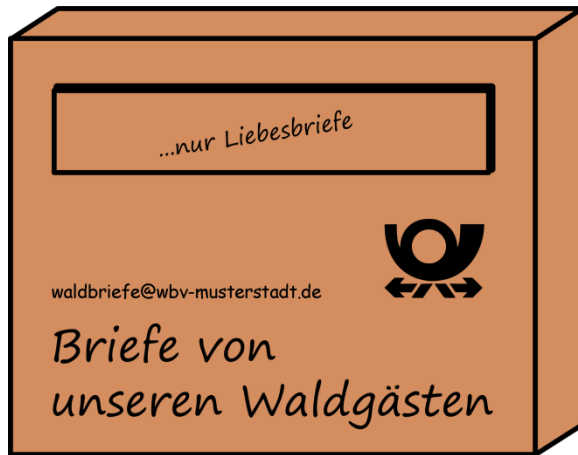 ...nur Liebesbriefe
waldbriefe@wbv-musterstadt.de
Briefe von
unseren Waldgästen